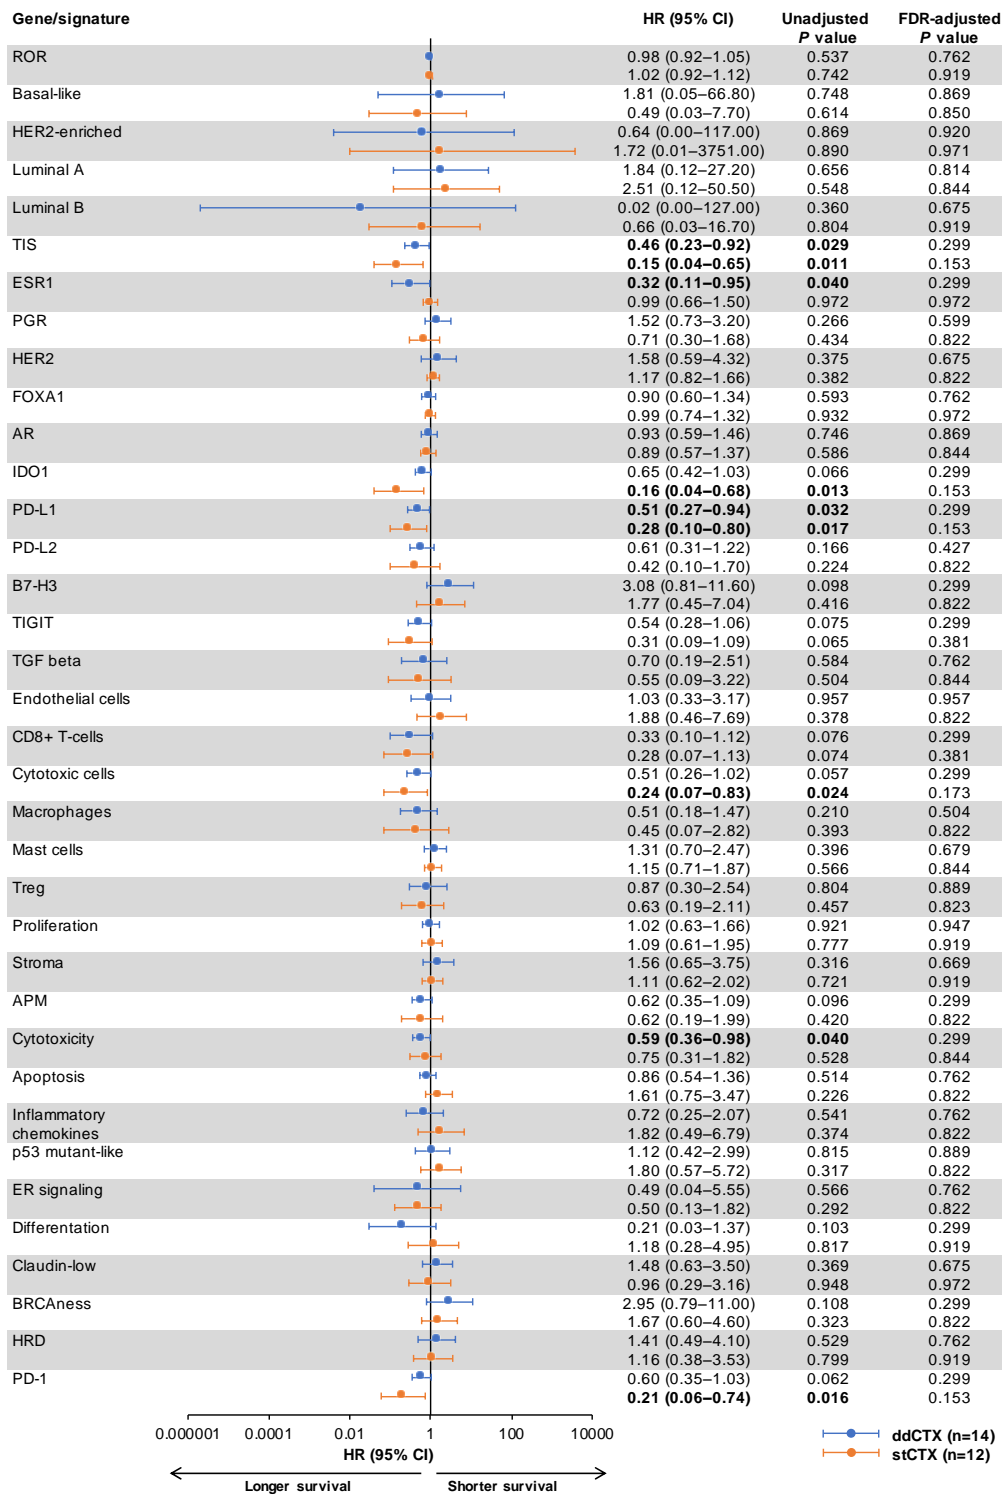 Gene/signature HR (95% CI) Unadjusted P value FDR-adjusted P value
ROR 0.98 (0.92–1.05) 0.537 0.762
1.02 (0.92–1.12) 0.742 0.919
Basal-like 1.81 (0.05–66.80) 0.748 0.869
0.49 (0.03–7.70) 0.614 0.850
HER2-enriched 0.64 (0.00–117.00) 0.869 0.920
1.72 (0.01–3751.00) 0.890 0.971
Luminal A 1.84 (0.12–27.20) 0.656 0.814
2.51 (0.12–50.50) 0.548 0.844
Luminal B 0.02 (0.00–127.00) 0.360 0.675
0.66 (0.03–16.70) 0.804 0.919
TIS 0.46 (0.23–0.92) 0.029 0.299
0.15 (0.04–0.65) 0.011 0.153
ESR1 0.32 (0.11–0.95) 0.040 0.299
0.99 (0.66–1.50) 0.972 0.972
PGR 1.52 (0.73–3.20) 0.266 0.599
0.71 (0.30–1.68) 0.434 0.822
HER2 1.58 (0.59–4.32) 0.375 0.675
1.17 (0.82–1.66) 0.382 0.822
FOXA1 0.90 (0.60–1.34) 0.593 0.762
0.99 (0.74–1.32) 0.932 0.972
AR 0.93 (0.59–1.46) 0.746 0.869
0.89 (0.57–1.37) 0.586 0.844
IDO1 0.65 (0.42–1.03) 0.066 0.299
0.16 (0.04–0.68) 0.013 0.153
PD-L1 0.51 (0.27–0.94) 0.032 0.299
0.28 (0.10–0.80) 0.017 0.153
PD-L2 0.61 (0.31–1.22) 0.166 0.427
0.42 (0.10–1.70) 0.224 0.822
B7-H3 3.08 (0.81–11.60) 0.098 0.299
1.77 (0.45–7.04) 0.416 0.822
TIGIT 0.54 (0.28–1.06) 0.075 0.299
0.31 (0.09–1.09) 0.065 0.381
TGF beta 0.70 (0.19–2.51) 0.584 0.762
0.55 (0.09–3.22) 0.504 0.844
Endothelial cells 1.03 (0.33–3.17) 0.957 0.957
1.88 (0.46–7.69) 0.378 0.822
CD8+ T-cells 0.33 (0.10–1.12) 0.076 0.299
0.28 (0.07–1.13) 0.074 0.381
Cytotoxic cells 0.51 (0.26–1.02) 0.057 0.299
0.24 (0.07–0.83) 0.024 0.173
Macrophages 0.51 (0.18–1.47) 0.210 0.504
0.45 (0.07–2.82) 0.393 0.822
Mast cells 1.31 (0.70–2.47) 0.396 0.679
1.15 (0.71–1.87) 0.566 0.844
Treg 0.87 (0.30–2.54) 0.804 0.889
0.63 (0.19–2.11) 0.457 0.823
Proliferation 1.02 (0.63–1.66) 0.921 0.947
1.09 (0.61–1.95) 0.777 0.919
Stroma 1.56 (0.65–3.75) 0.316 0.669
1.11 (0.62–2.02) 0.721 0.919
APM 0.62 (0.35–1.09) 0.096 0.299
0.62 (0.19–1.99) 0.420 0.822
Cytotoxicity 0.59 (0.36–0.98) 0.040 0.299
0.75 (0.31–1.82) 0.528 0.844
Apoptosis 0.86 (0.54–1.36) 0.514 0.762
1.61 (0.75–3.47) 0.226 0.822
Inflammatory 0.72 (0.25–2.07) 0.541 0.762
chemokines 1.82 (0.49–6.79) 0.374 0.822
p53 mutant-like 1.12 (0.42–2.99) 0.815 0.889
1.80 (0.57–5.72) 0.317 0.822
ER signaling 0.49 (0.04–5.55) 0.566 0.762
0.50 (0.13–1.82) 0.292 0.822
Differentation 0.21 (0.03–1.37) 0.103 0.299
1.18 (0.28–4.95) 0.817 0.919
Claudin-low 1.48 (0.63–3.50) 0.369 0.675
0.96 (0.29–3.16) 0.948 0.972
BRCAness 2.95 (0.79–11.00) 0.108 0.299
1.67 (0.60–4.60) 0.323 0.822
HRD 1.41 (0.49–4.10) 0.529 0.762
1.16 (0.38–3.53) 0.799 0.919
PD-1 0.60 (0.35–1.03) 0.062 0.299
0.21 (0.06–0.74) 0.016 0.153
0.000001 0.0001 0.01 1 100 10000
HR (95% CI)
Longer survival Shorter survival
ddCTX (n=14)
stCTX (n=12)